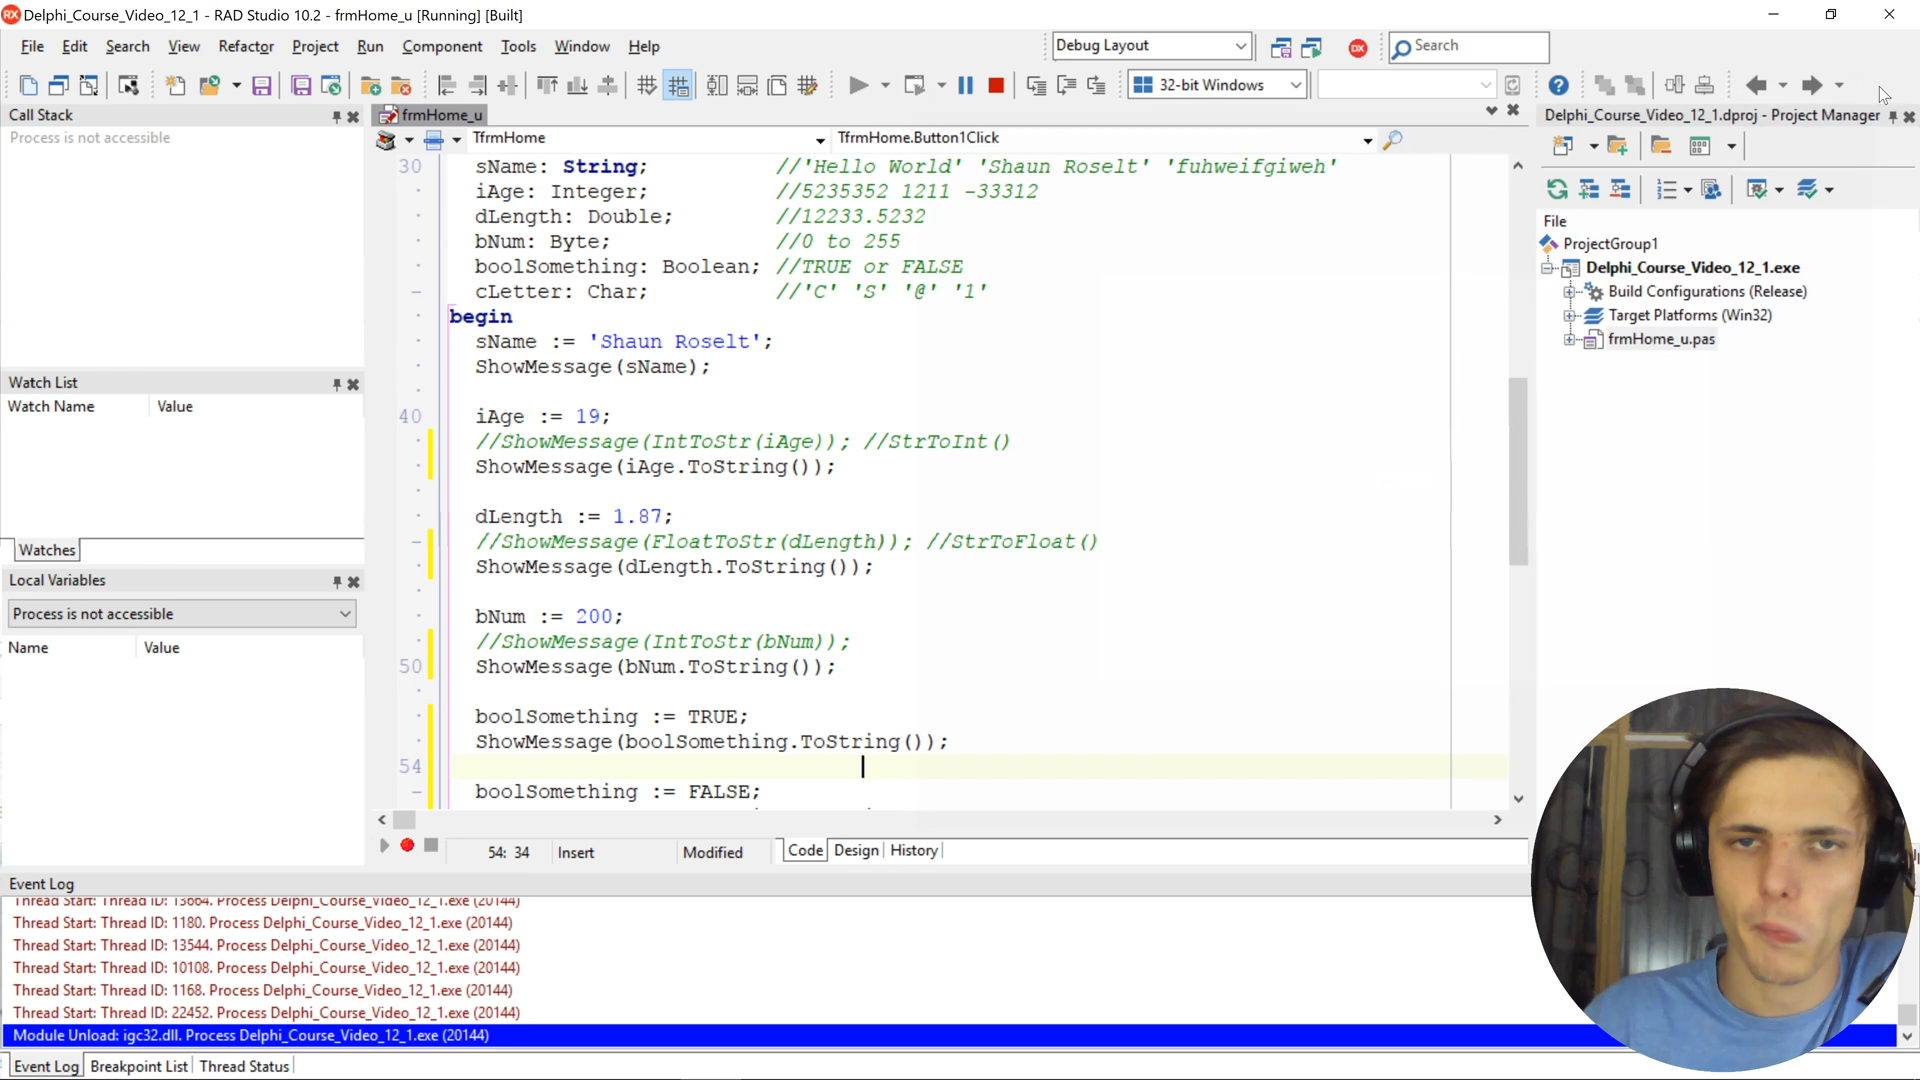 Delphi_Course_Video_12_1 - RAD Studio 10.2 - frmHome_u [Running] [Built]
File Edit Search View Refactor Project Run Component Tools Window Help
Debug Layout
Search
32-bit Windows
Call Stack
Process is not accessible
frmHome_u
TfrmHome
TfrmHome.Button1Click
Delphi_Course_Video_12_1.dproj - Project Manager
30 sName: String; //'Hello World' 'Shaun Roselt' 'fuhweifgiweh'
iAge: Integer; //5235352 1211 -33312
dLength: Double; //12233.5232
bNum: Byte; //0 to 255
boolSomething: Boolean; //TRUE or FALSE
cLetter: Char; //'C' 'S' '@' '1'
begin
sName := 'Shaun Roselt';
ShowMessage(sName);
40 iAge := 19;
//ShowMessage(IntToStr(iAge)); //StrToInt()
ShowMessage(iAge.ToString());
dLength := 1.87;
//ShowMessage(FloatToStr(dLength)); //StrToFloat()
ShowMessage(dLength.ToString());
bNum := 200;
//ShowMessage(IntToStr(bNum));
50 ShowMessage(bNum.ToString());
boolSomething := TRUE;
ShowMessage(boolSomething.ToString());
54
boolSomething := FALSE;
File
ProjectGroup1
Delphi_Course_Video_12_1.exe
Build Configurations (Release)
Target Platforms (Win32)
frmHome_u.pas
Watch List
Watch Name Value
Watches
Local Variables
Process is not accessible
Name Value
54: 34 Insert Modified Code Design History
Event Log
Thread Start: Thread ID: 13664. Process Delphi_Course_Video_12_1.exe (20144)
Thread Start: Thread ID: 1180. Process Delphi_Course_Video_12_1.exe (20144)
Thread Start: Thread ID: 13544. Process Delphi_Course_Video_12_1.exe (20144)
Thread Start: Thread ID: 10108. Process Delphi_Course_Video_12_1.exe (20144)
Thread Start: Thread ID: 1168. Process Delphi_Course_Video_12_1.exe (20144)
Thread Start: Thread ID: 22452. Process Delphi_Course_Video_12_1.exe (20144)
Module Unload: igc32.dll. Process Delphi_Course_Video_12_1.exe (20144)
Event Log Breakpoint List Thread Status